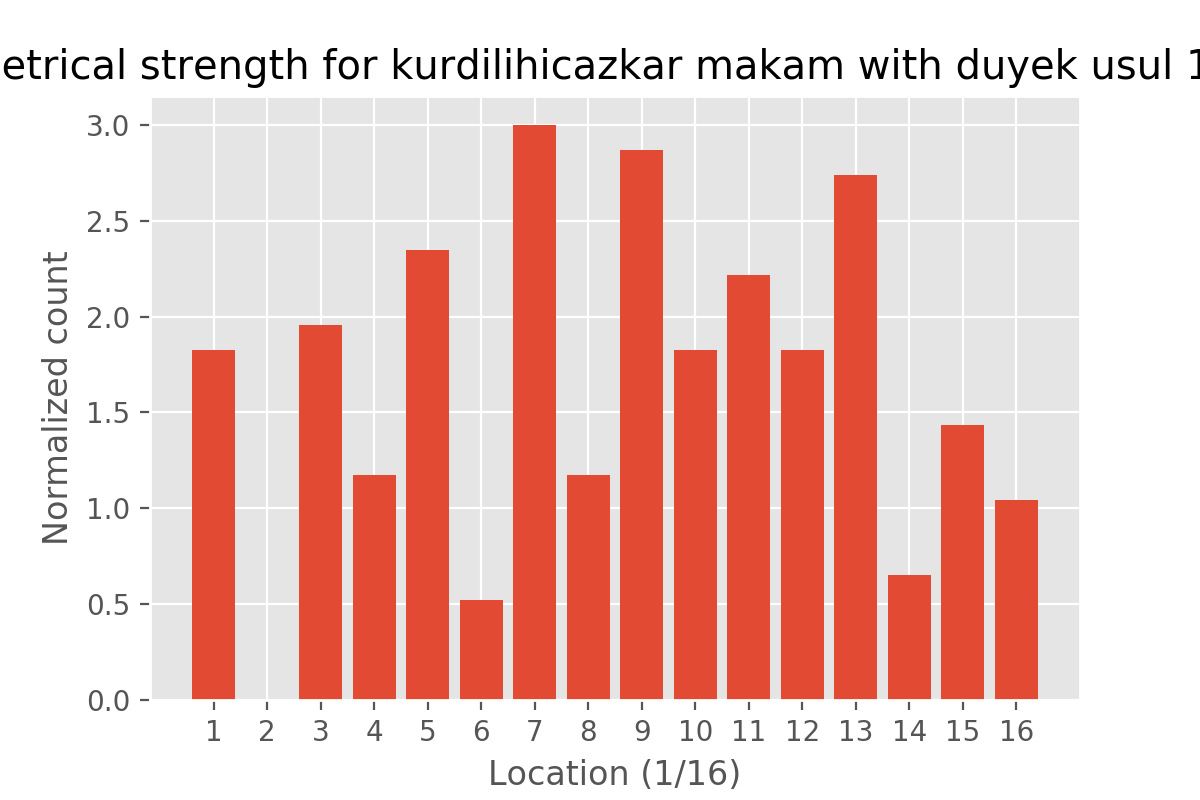 etrical strength for kurdilihicazkar makam with duyek usul 1
3.0
2.5
2.0
1.5
1.0
0.5
0.0
Normalized count
1 2 3 4 5 6 7 8 9 10 11 12 13 14 15 16
Location (1/16)